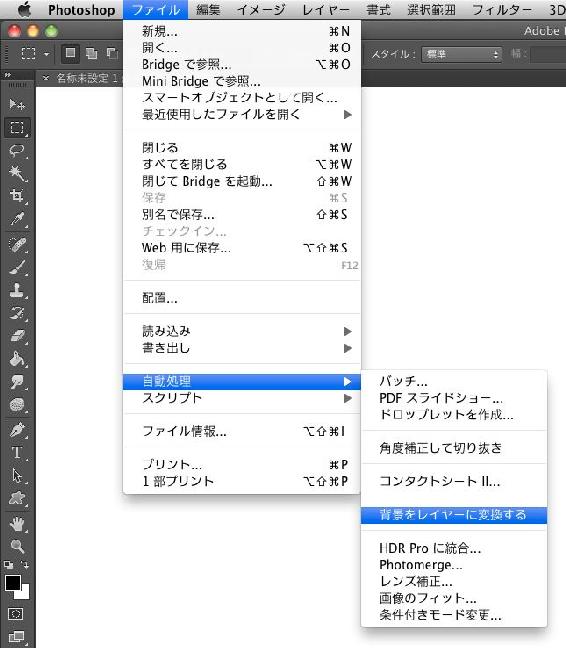 Photoshop ファイル 編集 イメージ レイヤー 書式 選択範囲 フィルター 3D
Adobe
スタイル: 標準 幅:
× 名称未設定 1
新規... ⌘N
開く... ⌘O
Bridge で参照... ⌥⌘O
Mini Bridge で参照...
スマートオブジェクトとして開く...
最近使用したファイルを開く ▶
閉じる ⌘W
すべてを閉じる ⌥⌘W
閉じて Bridge を起動... ⇧⌘W
保存 ⌘S
別名で保存... ⇧⌘S
チェックイン...
Web 用に保存... ⌥⇧⌘S
復帰 F12
配置...
読み込み ▶
書き出し ▶
自動処理 ▶
スクリプト ▶
ファイル情報... ⌥⇧⌘I
プリント... ⌘P
1 部プリント ⌥⇧⌘P
バッチ...
PDF スライドショー...
ドロップレットを作成...
角度補正して切り抜き
コンタクトシート II...
背景をレイヤーに変換する
HDR Pro に統合...
Photomerge...
レンズ補正...
画像のフィット...
条件付きモード変更...